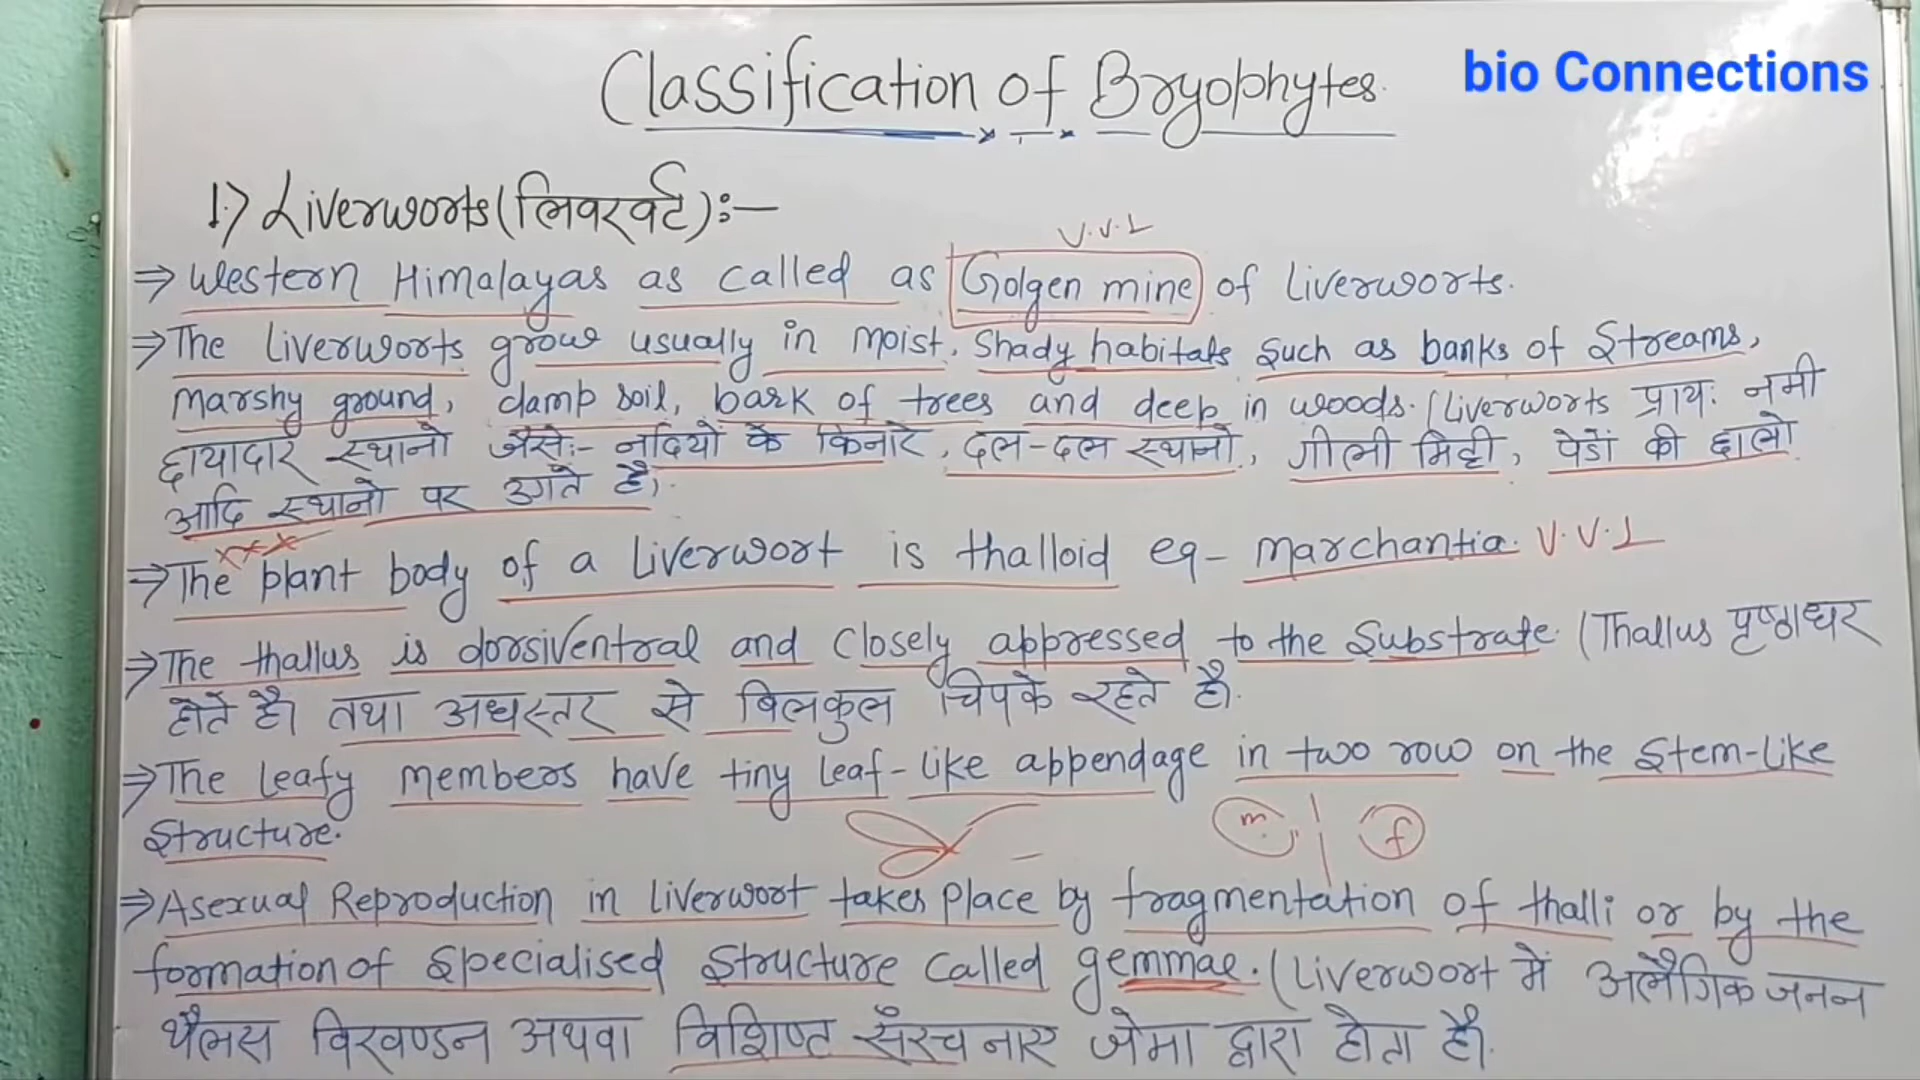 Classification of Bryophytes.
bio Connections
1.) Liverworts (लिवरवर्ट):—
V.V.I
⇒ Western Himalayas as called as Golgen mine of Liverworts.
⇒ The Liverworts grow usually in moist, Shady habitats Such as banks of Streams,
Marshy ground, damp soil, bark of trees and deep in woods. (Liverworts प्राय: नमी
छायादार स्थानो जैसे:- नदियों के किनारे, दल-दल स्थानो, गीली मिट्टी, पेडों की छालो
आदि स्थानो पर उगते है।
⇒ The plant body of a Liverwort is thalloid eg- Marchantia. V.V.I
⇒ The thallus is dorsiventral and Closely appressed to the Substrate. (Thallus पृष्ठाधर
होते है। तथा अधस्तर से बिलकुल चिपके रहते है।
⇒ The Leafy members have tiny Leaf-Like appendage in two row on the Stem-Like
Structure.
m f
⇒ Asexual Reproduction in Liverwort takes place by fragmentation of thalli or by the
formation of Specialised Structure Called gemmae. (Liverwort में अलैगिक जनन
थैलस विखण्डन अथवा विशिष्ट संरचनाए जेमा द्वारा होता है।